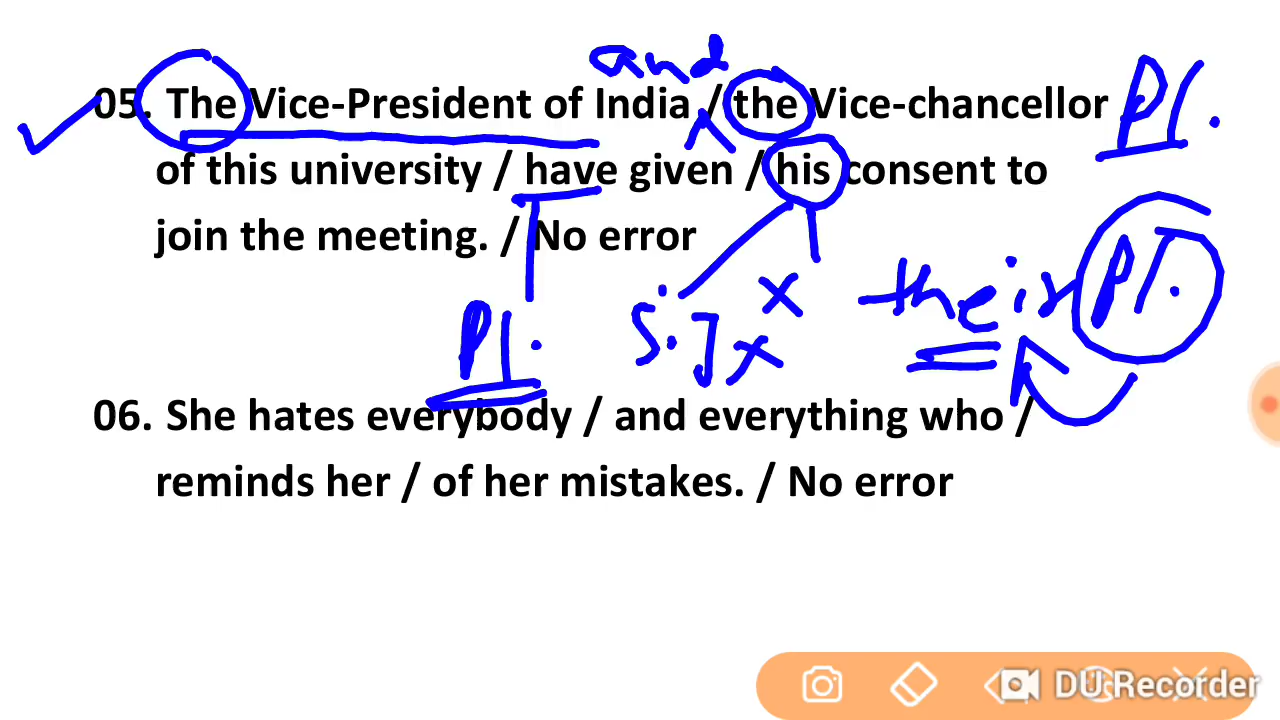 and
05. The Vice-President of India / the Vice-chancellor Pl.
of this university / have given / his consent to
join the meeting. / No error
Pl. Sig x x their Pl.
06. She hates everybody / and everything who /
reminds her / of her mistakes. / No error
DU Recorder